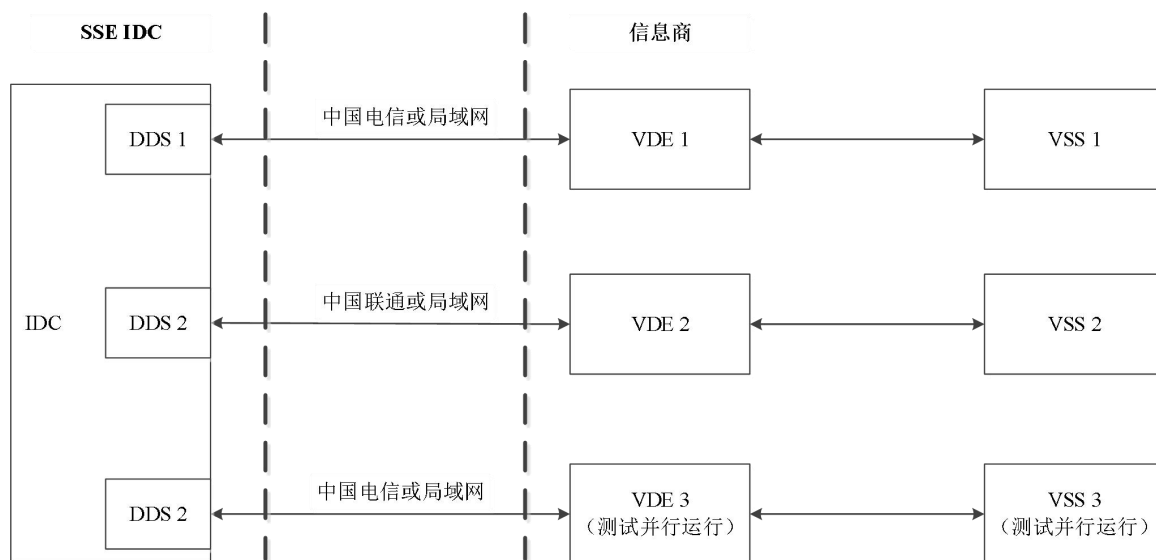 SSE IDC
信息商
中国电信或局域网
DDS 1
VDE 1
VSS 1
中国联通或局域网
IDC
DDS 2
VDE 2
VSS 2
中国电信或局域网
DDS 2
VDE 3
（测试并行运行）
VSS 3
（测试并行运行）